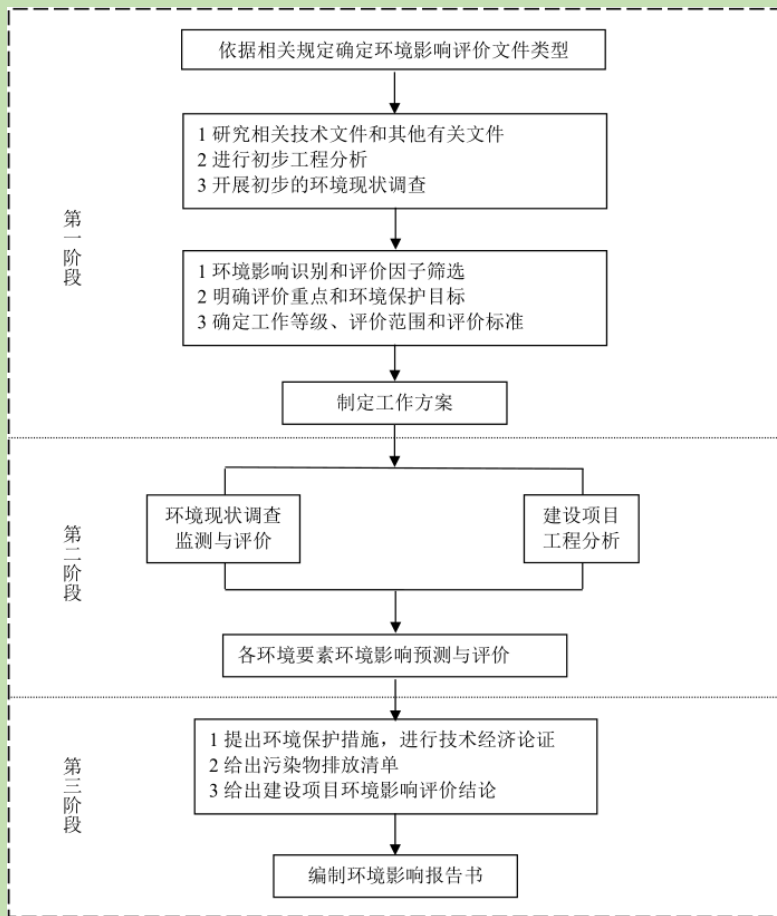 依据相关规定确定环境影响评价文件类型
1 研究相关技术文件和其他有关文件
2 进行初步工程分析
3 开展初步的环境现状调查
第一阶段
1 环境影响识别和评价因子筛选
2 明确评价重点和环境保护目标
3 确定工作等级、评价范围和评价标准
制定工作方案
第二阶段
环境现状调查
监测与评价
建设项目
工程分析
各环境要素环境影响预测与评价
第三阶段
1 提出环境保护措施，进行技术经济论证
2 给出污染物排放清单
3 给出建设项目环境影响评价结论
编制环境影响报告书